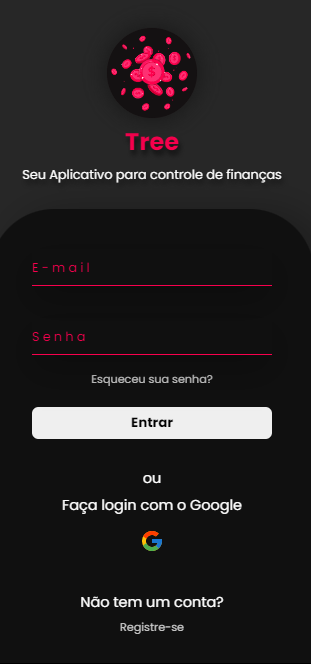 Tree
Seu Aplicativo para controle de finanças
E-mail
Senha
Esqueceu sua senha?
Entrar
ou
Faça login com o Google
Não tem um conta?
Registre-se